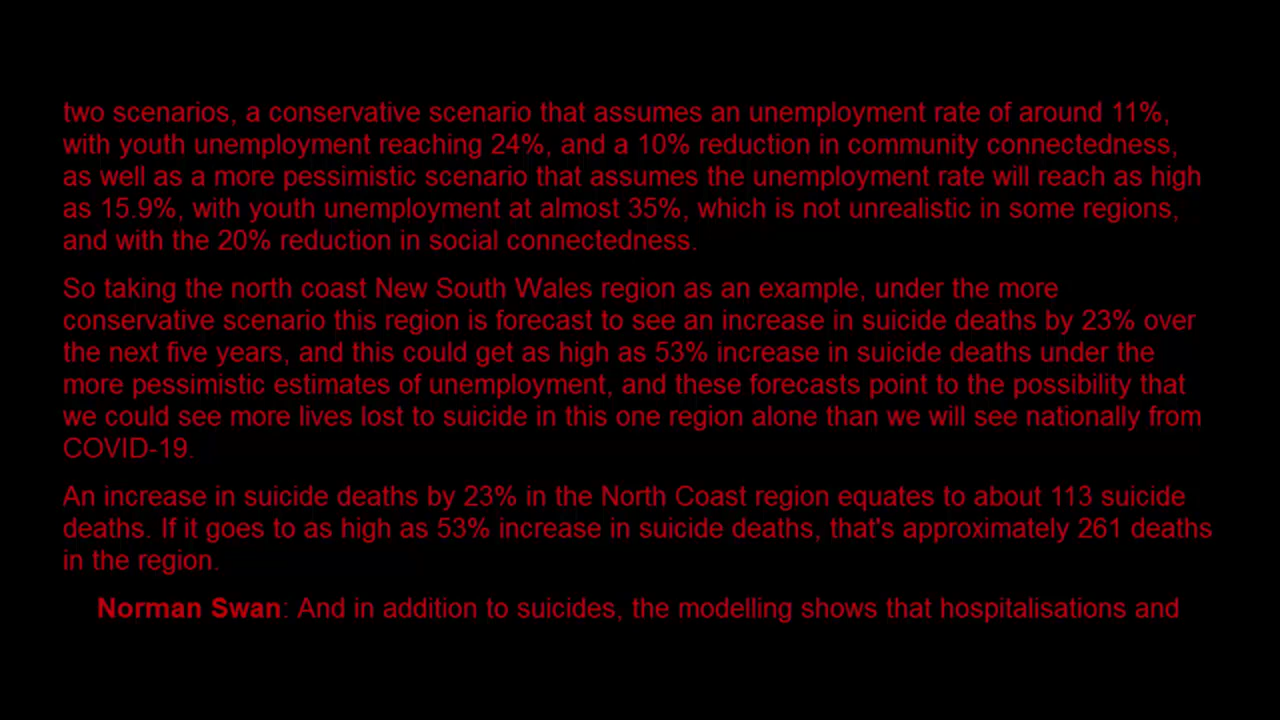 two scenarios, a conservative scenario that assumes an unemployment rate of around 11%,
with youth unemployment reaching 24%, and a 10% reduction in community connectedness,
as well as a more pessimistic scenario that assumes the unemployment rate will reach as high
as 15.9%, with youth unemployment at almost 35%, which is not unrealistic in some regions,
and with the 20% reduction in social connectedness.
So taking the north coast New South Wales region as an example, under the more
conservative scenario this region is forecast to see an increase in suicide deaths by 23% over
the next five years, and this could get as high as 53% increase in suicide deaths under the
more pessimistic estimates of unemployment, and these forecasts point to the possibility that
we could see more lives lost to suicide in this one region alone than we will see nationally from
COVID-19.
An increase in suicide deaths by 23% in the North Coast region equates to about 113 suicide
deaths. If it goes to as high as 53% increase in suicide deaths, that's approximately 261 deaths
in the region.
Norman Swan: And in addition to suicides, the modelling shows that hospitalisations and